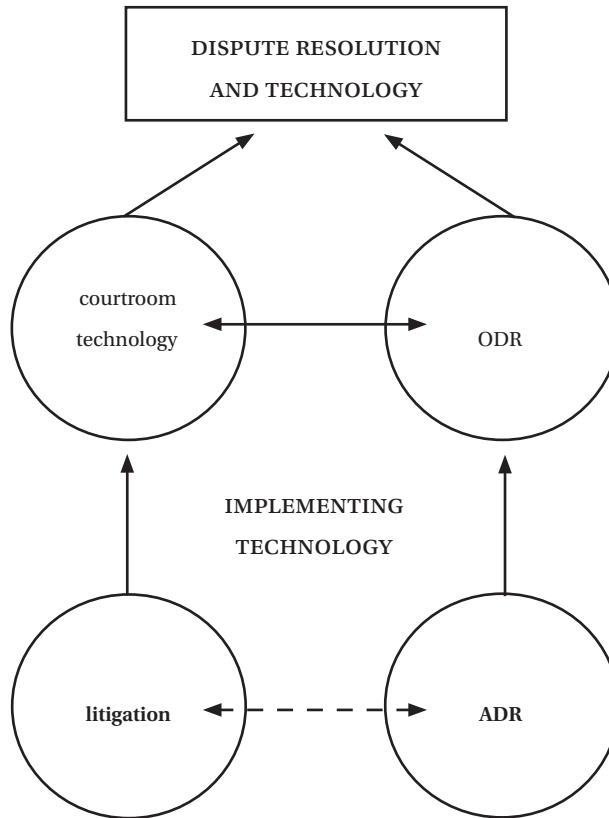 DISPUTE RESOLUTION
AND TECHNOLOGY
courtroom
technology
ODR
IMPLEMENTING
TECHNOLOGY
litigation
ADR